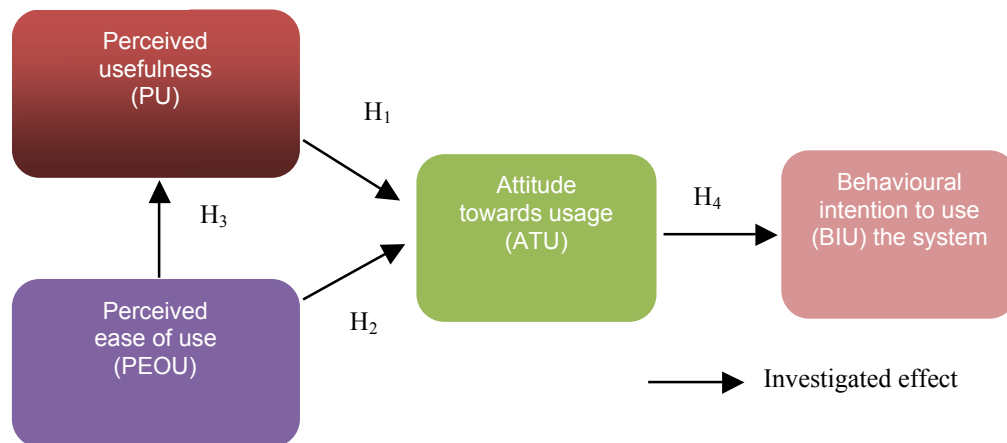 Perceived
usefulness
(PU)
H₁
H₃
Attitude
towards usage
(ATU)
H₄
Behavioural
intention to use
(BIU) the system
Perceived
ease of use
(PEOU)
H₂
Investigated effect